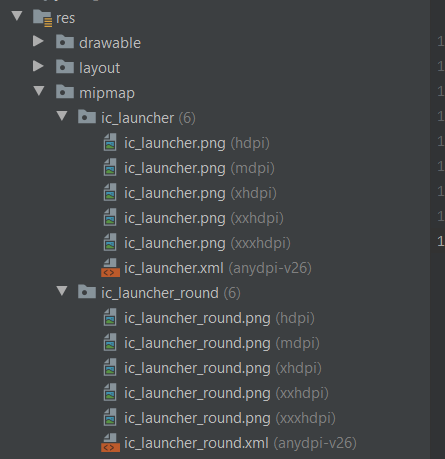 res
drawable
layout
mipmap
ic_launcher (6)
ic_launcher.png (hdpi)
ic_launcher.png (mdpi)
ic_launcher.png (xhdpi)
ic_launcher.png (xxhdpi)
ic_launcher.png (xxxhdpi)
ic_launcher.xml (anydpi-v26)
ic_launcher_round (6)
ic_launcher_round.png (hdpi)
ic_launcher_round.png (mdpi)
ic_launcher_round.png (xhdpi)
ic_launcher_round.png (xxhdpi)
ic_launcher_round.png (xxxhdpi)
ic_launcher_round.xml (anydpi-v26)